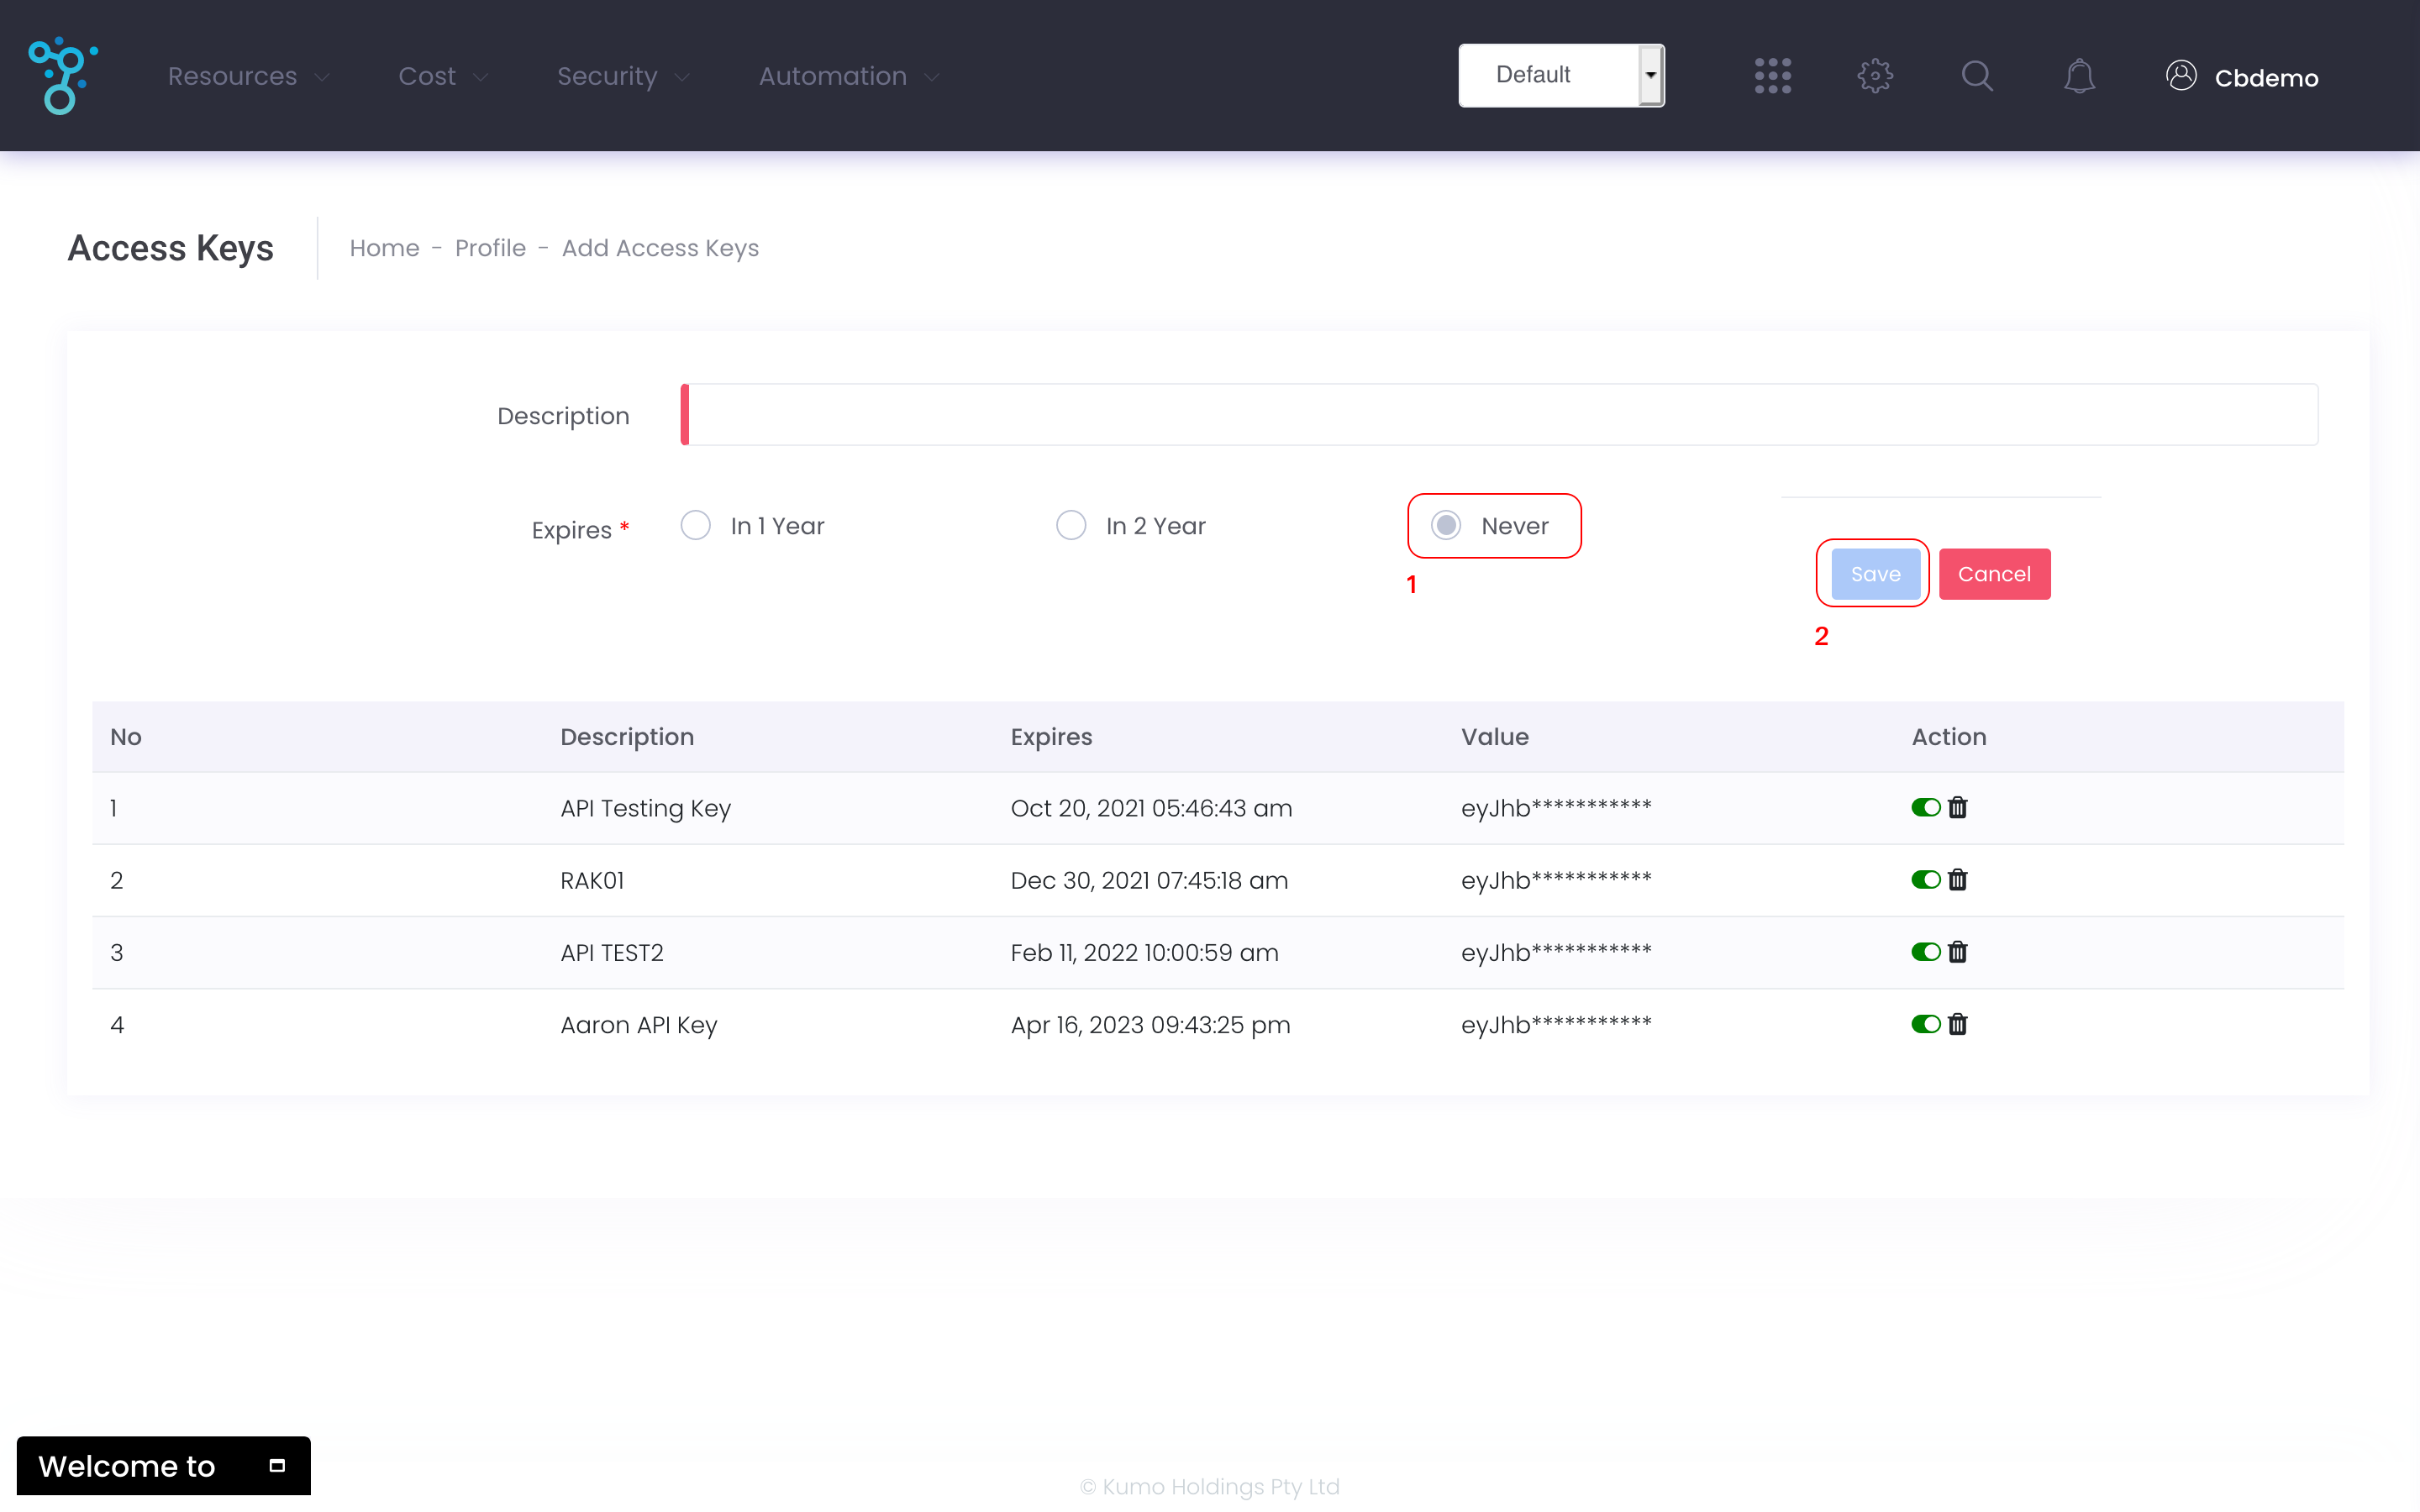 Resources Cost Security Automation Default Cbdemo
Access Keys Home - Profile - Add Access Keys
Description
Expires * In 1 Year In 2 Year Never
1
Save Cancel
2
No Description Expires Value Action
1 API Testing Key Oct 20, 2021 05:46:43 am eyJhb***********
2 RAK01 Dec 30, 2021 07:45:18 am eyJhb***********
3 API TEST2 Feb 11, 2022 10:00:59 am eyJhb***********
4 Aaron API Key Apr 16, 2023 09:43:25 pm eyJhb***********
Welcome to
© Kumo Holdings Pty Ltd